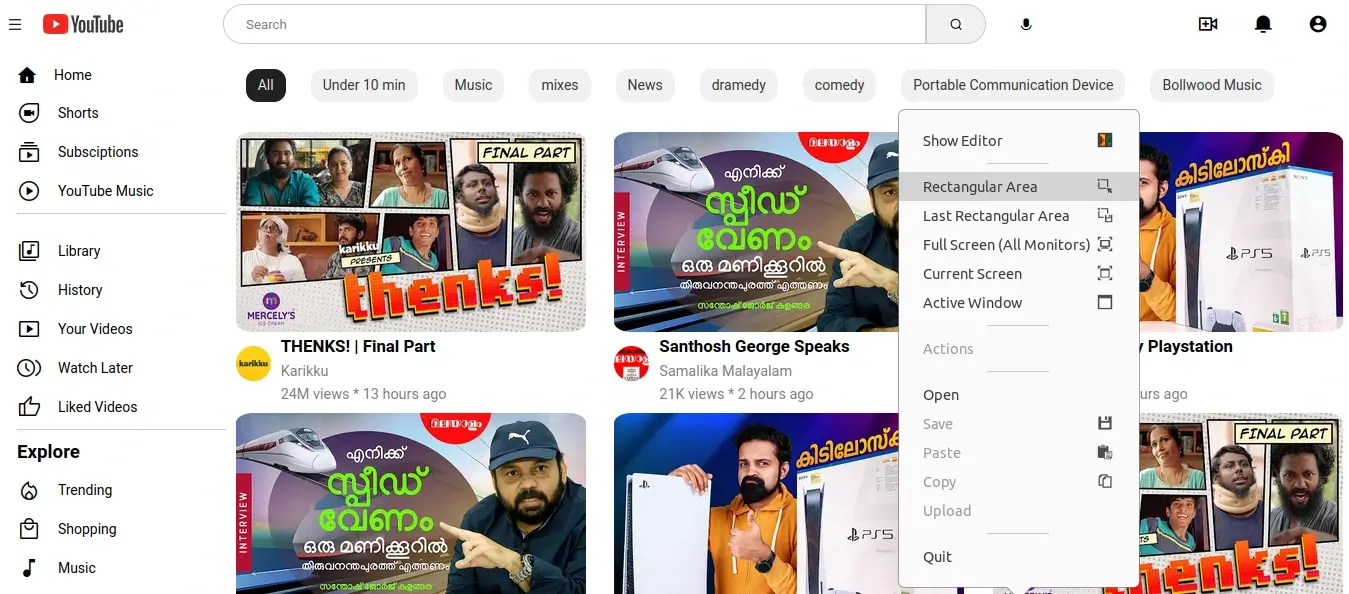 YouTube
Search
Home
Shorts
Subsciptions
YouTube Music
Library
History
Your Videos
Watch Later
Liked Videos
Explore
Trending
Shopping
Music
All
Under 10 min
Music
mixes
News
dramedy
comedy
Portable Communication Device
Bollwood Music
FINAL PART
karikku
PRESENTS
thenks!
MERCELY'S
ICE CREAM
karikku
THENKS! | Final Part
Karikku
24M views * 13 hours ago
മലയാളം
INTERVIEW
എനിക്ക്
സ്പീഡ്
വേണം
ഒരു മണിക്കൂറിൽ
തിരുവനന്തപുരത്ത് എത്തണം
സന്തോഷ് ജോർജ് കുളങ്ങര
Santhosh George Speaks
Samalika Malayalam
21K views * 2 hours ago
കിടിലോസ്കി
SONY
PS5
PS5
y Playstation
urs ago
Show Editor
Rectangular Area
Last Rectangular Area
Full Screen (All Monitors)
Current Screen
Active Window
Actions
Open
Save
Paste
Copy
Upload
Quit
മലയാളം
INTERVIEW
എനിക്ക്
സ്പീഡ്
വേണം
ഒരു മണിക്കൂറിൽ
തിരുവനന്തപുരത്ത് എത്തണം
സന്തോഷ് ജോർജ് കുളങ്ങര
PS5
FINAL PART
henks!